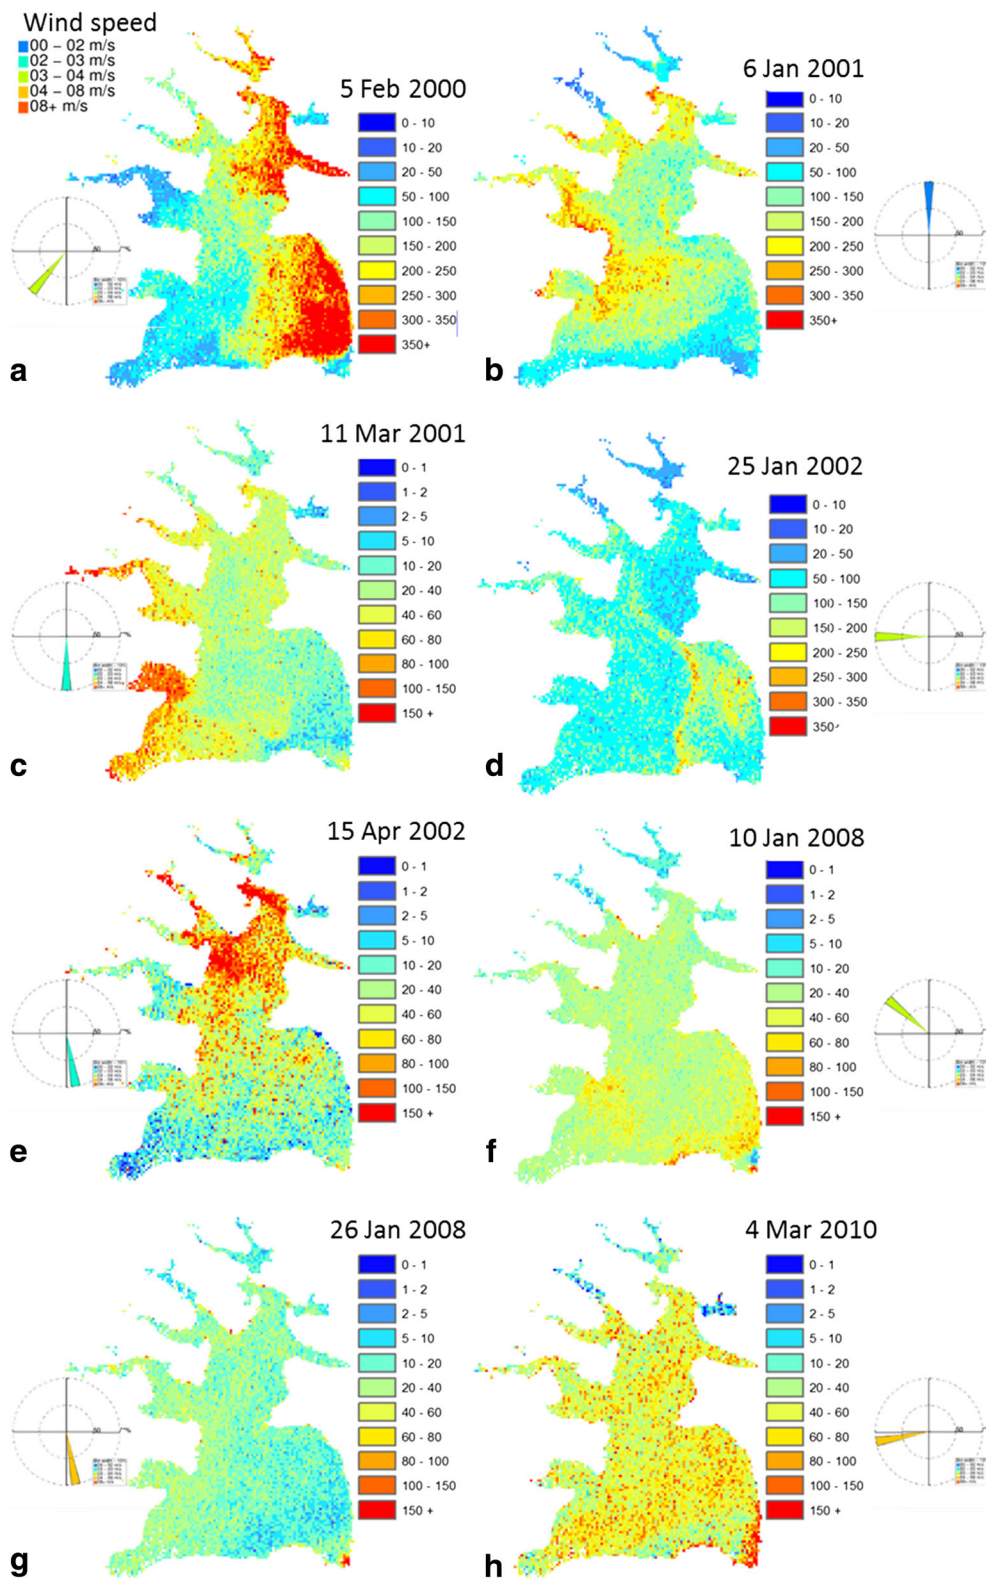 Wind speed
00 – 02 m/s
02 – 03 m/s
03 – 04 m/s
04 – 08 m/s
08+ m/s
5 Feb 2000
0 - 10
10 - 20
20 - 50
50 - 100
100 - 150
150 - 200
200 - 250
250 - 300
300 - 350
350+
a
6 Jan 2001
0 - 10
10 - 20
20 - 50
50 - 100
100 - 150
150 - 200
200 - 250
250 - 300
300 - 350
350+
b
11 Mar 2001
0 - 1
1 - 2
2 - 5
5 - 10
10 - 20
20 - 40
40 - 60
60 - 80
80 - 100
100 - 150
150 +
c
25 Jan 2002
0 - 10
10 - 20
20 - 50
50 - 100
100 - 150
150 - 200
200 - 250
250 - 300
300 - 350
350+
d
15 Apr 2002
0 - 1
1 - 2
2 - 5
5 - 10
10 - 20
20 - 40
40 - 60
60 - 80
80 - 100
100 - 150
150 +
e
10 Jan 2008
0 - 1
1 - 2
2 - 5
5 - 10
10 - 20
20 - 40
40 - 60
60 - 80
80 - 100
100 - 150
150 +
f
26 Jan 2008
0 - 1
1 - 2
2 - 5
5 - 10
10 - 20
20 - 40
40 - 60
60 - 80
80 - 100
100 - 150
150 +
g
4 Mar 2010
0 - 1
1 - 2
2 - 5
5 - 10
10 - 20
20 - 40
40 - 60
60 - 80
80 - 100
100 - 150
150 +
h